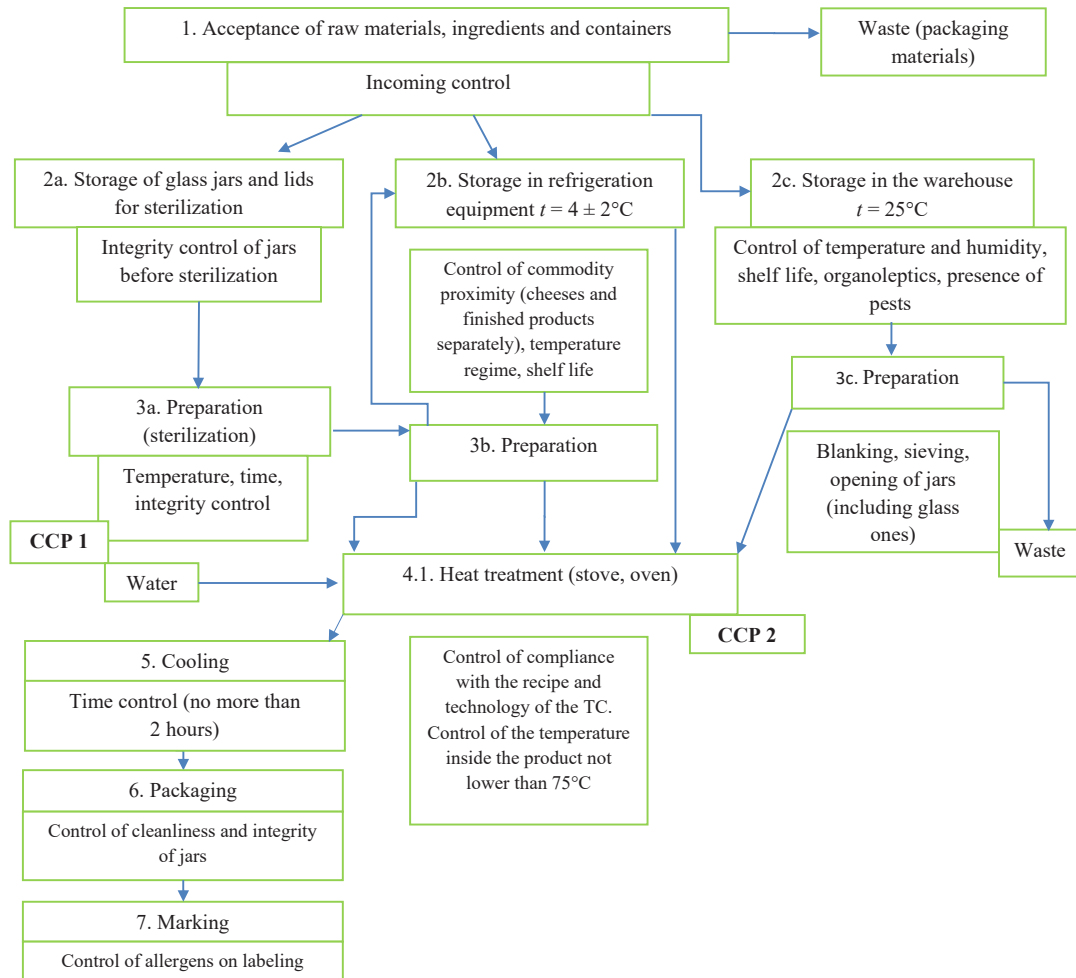 1. Acceptance of raw materials, ingredients and containers
Waste (packaging
materials)
Incoming control
2a. Storage of glass jars and lids
for sterilization
Integrity control of jars
before sterilization
2b. Storage in refrigeration
equipment t = 4 ± 2°C
2c. Storage in the warehouse
t = 25°C
Control of temperature and humidity,
shelf life, organoleptics, presence of
pests
Control of commodity
proximity (cheeses and
finished products
separately), temperature
regime, shelf life
3a. Preparation
(sterilization)
Temperature, time,
integrity control
CCP 1
3b. Preparation
3c. Preparation
Blanking, sieving,
opening of jars
(including glass
ones)
Waste
Water
4.1. Heat treatment (stove, oven)
CCP 2
Control of compliance
with the recipe and
technology of the TC.
Control of the temperature
inside the product not
lower than 75°C
5. Cooling
Time control (no more than
2 hours)
6. Packaging
Control of cleanliness and integrity
of jars
7. Marking
Control of allergens on labeling